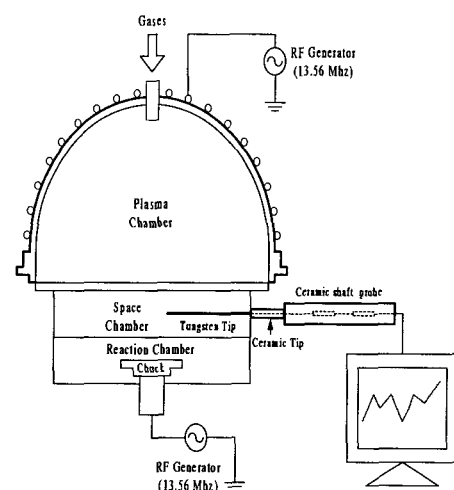 Gases
RF Generator
(13.56 Mhz)
Plasma
Chamber
Ceramic shaft probe
Space
Chamber
Tungsten Tip
Ceramic Tip
Reaction Chamber
Chuck
RF Generator
(13.56 Mhz)